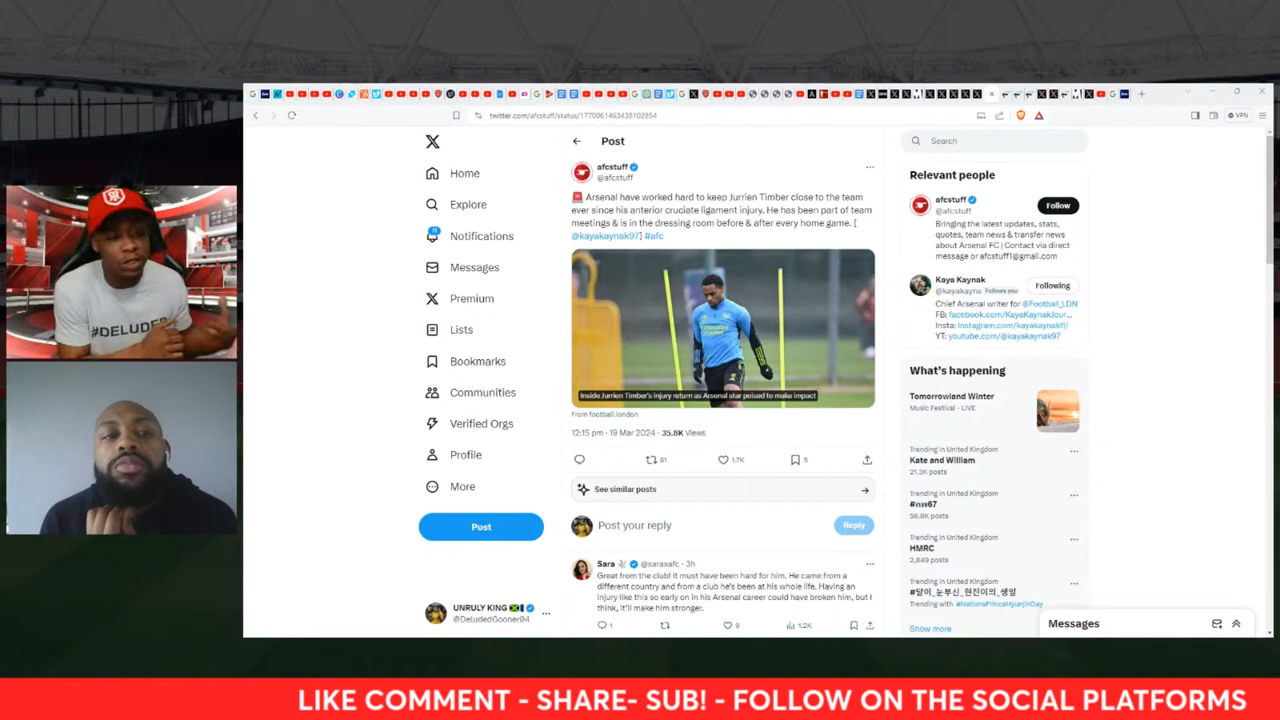 twitter.com/afcstuff/status/1770061463438102854
VPN
Home
Explore
11
Notifications
Messages
Premium
Lists
Bookmarks
Communities
Verified Orgs
Profile
More
Post
UNRULY KING
@DeludedGooner04
Post
afcstuff
@afcstuff
Arsenal have worked hard to keep Jurrien Timber close to the team
ever since his anterior cruciate ligament injury. He has been part of team
meetings & is in the dressing room before & after every home game. [
@kayakaynak97] #afc
Inside Jurrien Timber's injury return as Arsenal star poised to make impact
From football.london
12:15 pm · 19 Mar 2024 · 35.8K Views
81
1.7K
5
See similar posts
Post your reply
Reply
Sara @saraxafc · 3h
Great from the club! It must have been hard for him. He came from a
different country and from a club he's been at his whole life. Having an
injury like this so early on in his Arsenal career could have broken him, but I
think, it'll make him stronger.
1
9
1.2K
Search
Relevant people
afcstuff
@afcstuff
Follow
Bringing the latest updates, stats,
quotes, team news & transfer news
about Arsenal FC | Contact via direct
message or afcstuff1@gmail.com
Kaya Kaynak
@kayakayna Follows you
Following
Chief Arsenal writer for @Football_LDN
FB: facebook.com/KayaKaynakJour...
Insta: instagram.com/kayakaynakfl/
YT: youtube.com/@kayakaynak97
What's happening
Tomorrowland Winter
Music Festival · LIVE
Trending in United Kingdom
Kate and William
21.3K posts
Trending in United Kingdom
#กพ67
56.8K posts
Trending in United Kingdom
HMRC
2,849 posts
Trending in United Kingdom
#달이_눈부신_현진이의_생일
Trending with #NationsPrinceHyunjinDay
Show more
Messages
#DELUDED
LIKE COMMENT - SHARE- SUB! - FOLLOW ON THE SOCIAL PLATFORMS